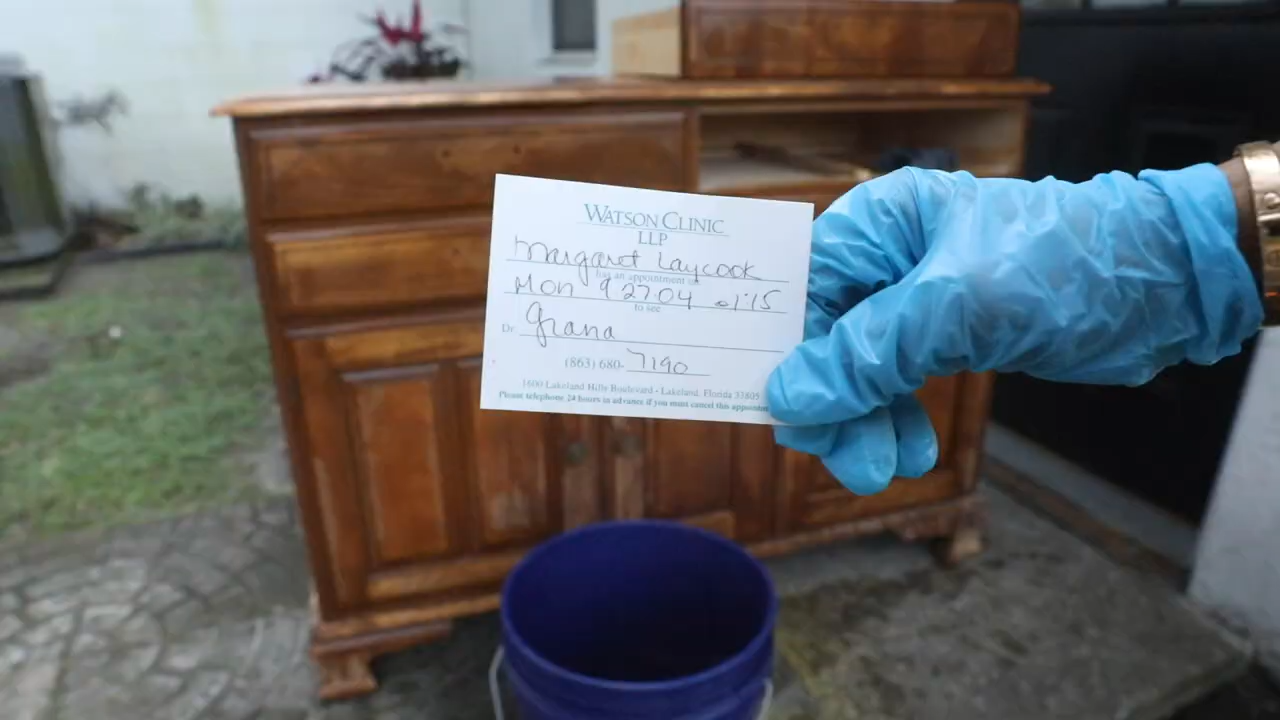 WATSON CLINIC
LLP
Margaret Laycook
has an appointment on
Mon 9.27.04 @1:15
to see
Dr. Grana
(863) 680-7190
1600 Lakeland Hills Boulevard - Lakeland, Florida 33805
Please telephone 24 hours in advance if you must cancel this appointm